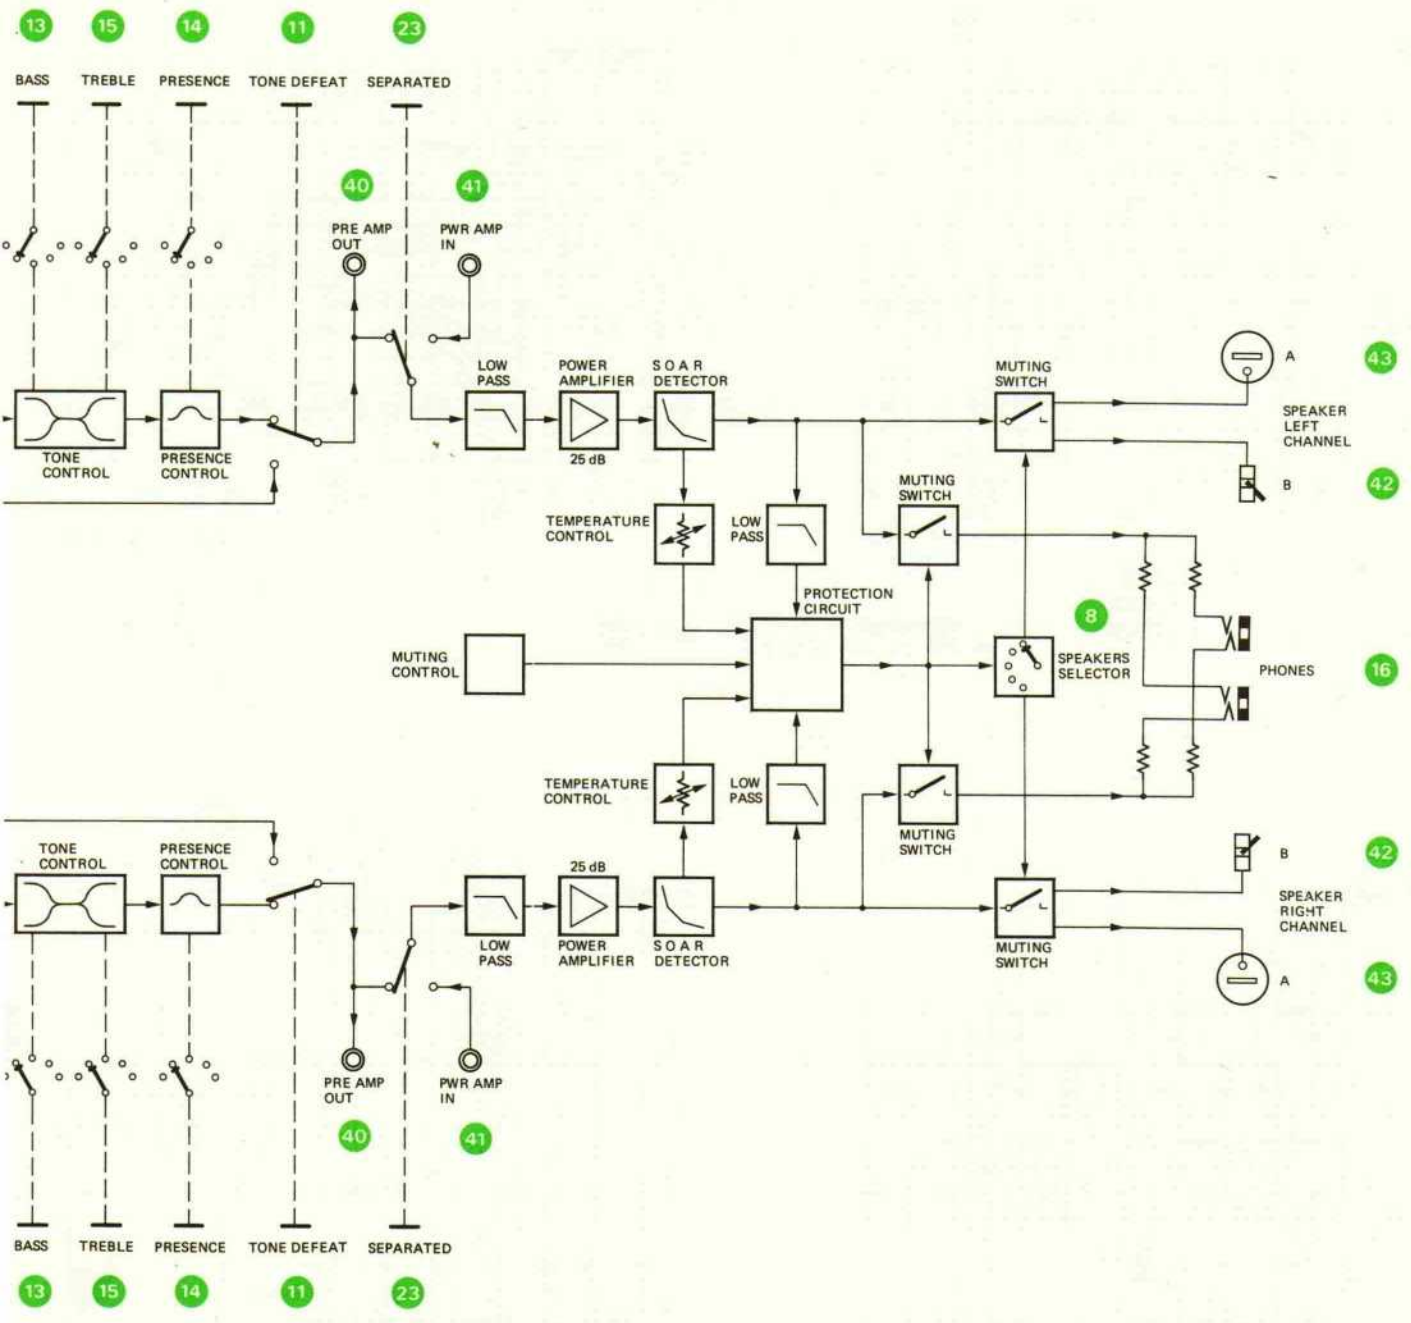 13 15 14 11 23
BASS TREBLE PRESENCE TONE DEFEAT SEPARATED
40 41
PRE AMP
OUT
PWR AMP
IN
LOW
PASS
POWER
AMPLIFIER
25 dB
S O A R
DETECTOR
MUTING
SWITCH
A
43
SPEAKER
LEFT
CHANNEL
B
42
TONE
CONTROL
PRESENCE
CONTROL
TEMPERATURE
CONTROL
LOW
PASS
MUTING
SWITCH
PROTECTION
CIRCUIT
8
MUTING
CONTROL
SPEAKERS
SELECTOR
PHONES
16
TEMPERATURE
CONTROL
LOW
PASS
MUTING
SWITCH
TONE
CONTROL
PRESENCE
CONTROL
25 dB
LOW
PASS
POWER
AMPLIFIER
S O A R
DETECTOR
MUTING
SWITCH
B
42
SPEAKER
RIGHT
CHANNEL
A
43
PRE AMP
OUT
PWR AMP
IN
40 41
BASS TREBLE PRESENCE TONE DEFEAT SEPARATED
13 15 14 11 23